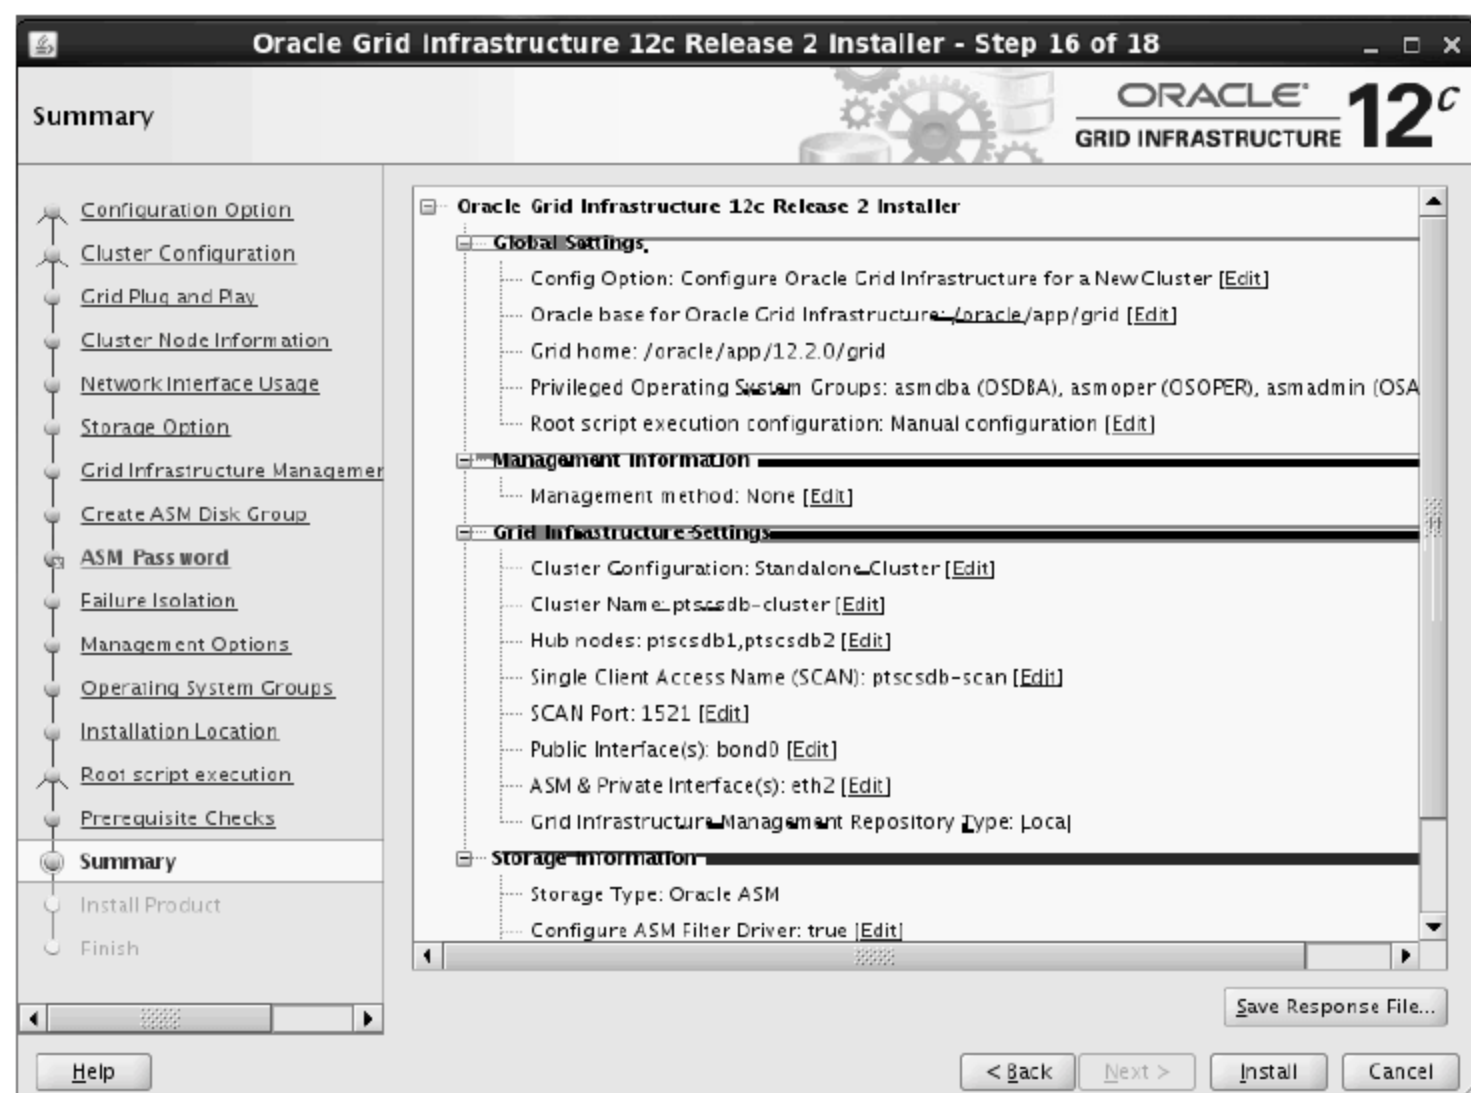 Oracle Grid Infrastructure 12c Release 2 Installer - Step 16 of 18
Summary
ORACLE
GRID INFRASTRUCTURE
12c
Configuration Option
Cluster Configuration
Grid Plug and Play
Cluster Node Information
Network Interface Usage
Storage Option
Grid Infrastructure Managemer
Create ASM Disk Group
ASM Password
Failure Isolation
Management Options
Operating System Groups
Installation Location
Root script execution
Prerequisite Checks
Summary
Install Product
Finish
Oracle Grid Infrastructure 12c Release 2 Installer
Global Settings
Config Option: Configure Oracle Grid Infrastructure for a New Cluster [Edit]
Oracle base for Oracle Grid Infrastructure: /oracle/app/grid [Edit]
Grid home: /oracle/app/12.2.0/grid
Privileged Operating System Groups: asmdba (OSDBA), asmoper (OSOPER), asmadmin (OSA
Root script execution configuration: Manual configuration [Edit]
Management Information
Management method: None [Edit]
Grid Infrastructure Settings
Cluster Configuration: Standalone Cluster [Edit]
Cluster Name: ptscsdb-cluster [Edit]
Hub nodes: ptscsdb1,ptscsdb2 [Edit]
Single Client Access Name (SCAN): ptscsdb-scan [Edit]
SCAN Port: 1521 [Edit]
Public Interface(s): bond0 [Edit]
ASM & Private Interface(s): eth2 [Edit]
Grid Infrastructure Management Repository Type: Local
Storage Information
Storage Type: Oracle ASM
Configure ASM Filter Driver: true [Edit]
Save Response File...
Help
< Back
Next >
Install
Cancel